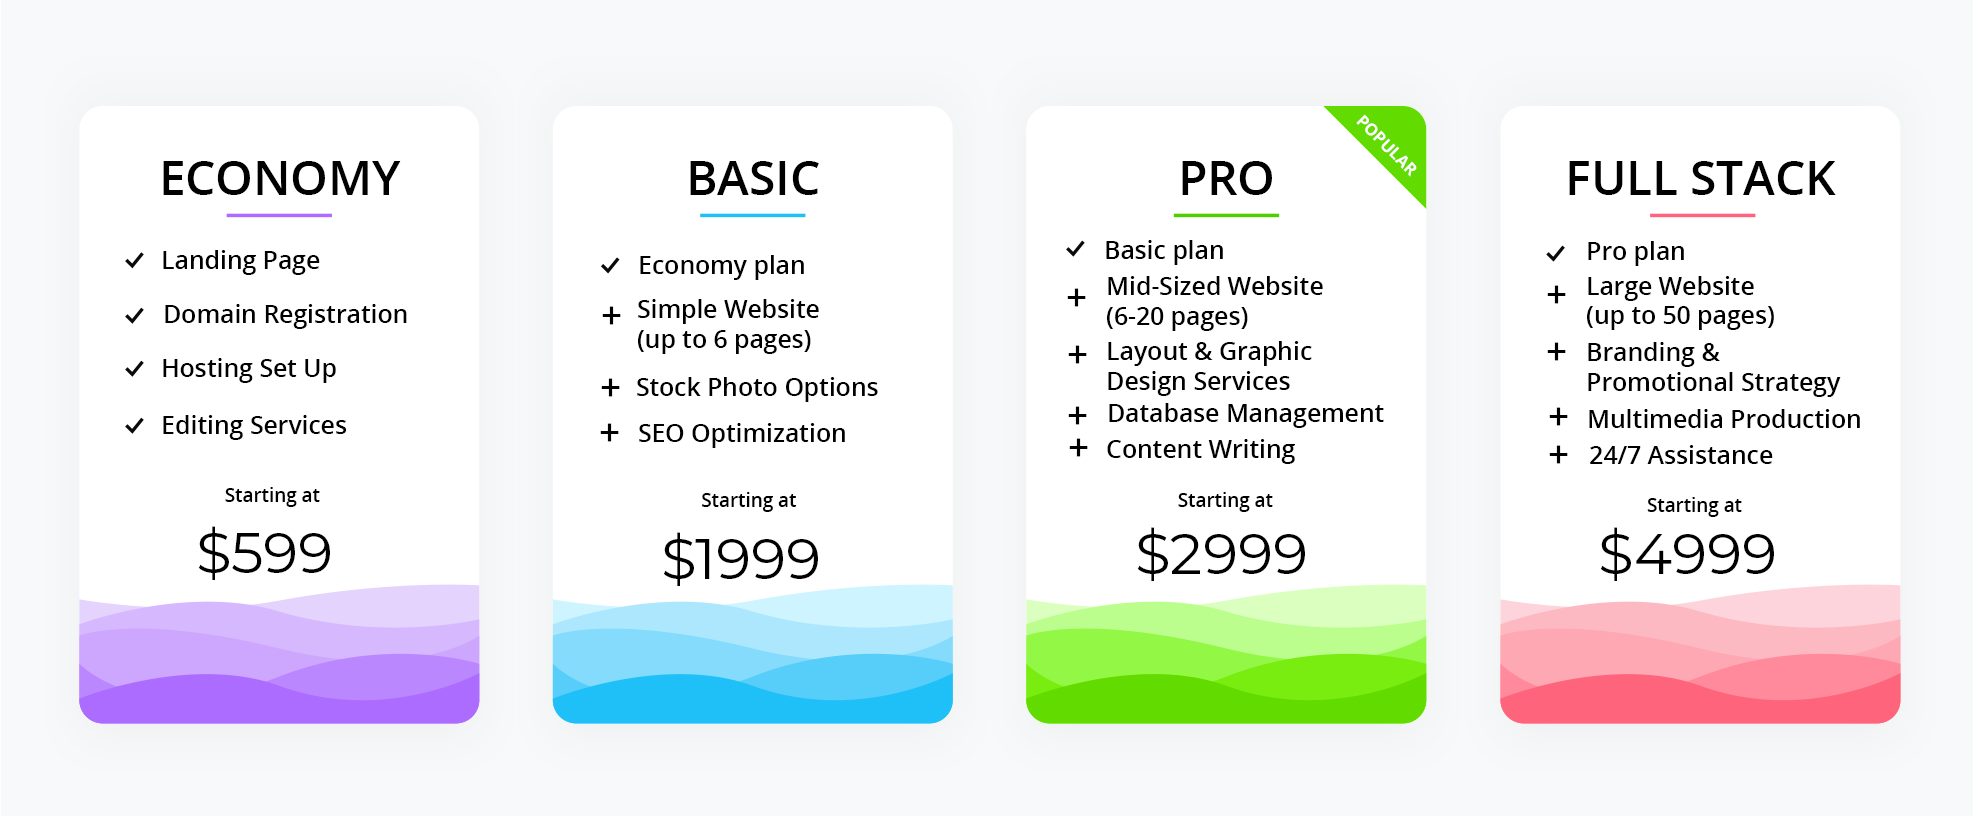 ECONOMY
Landing Page
Domain Registration
Hosting Set Up
Editing Services
Starting at
$599
BASIC
Economy plan
+ Simple Website
(up to 6 pages)
+ Stock Photo Options
+ SEO Optimization
Starting at
$1999
POPULAR
PRO
Basic plan
+ Mid-Sized Website
(6-20 pages)
+ Layout & Graphic
Design Services
+ Database Management
+ Content Writing
Starting at
$2999
FULL STACK
Pro plan
+ Large Website
(up to 50 pages)
+ Branding &
Promotional Strategy
+ Multimedia Production
+ 24/7 Assistance
Starting at
$4999